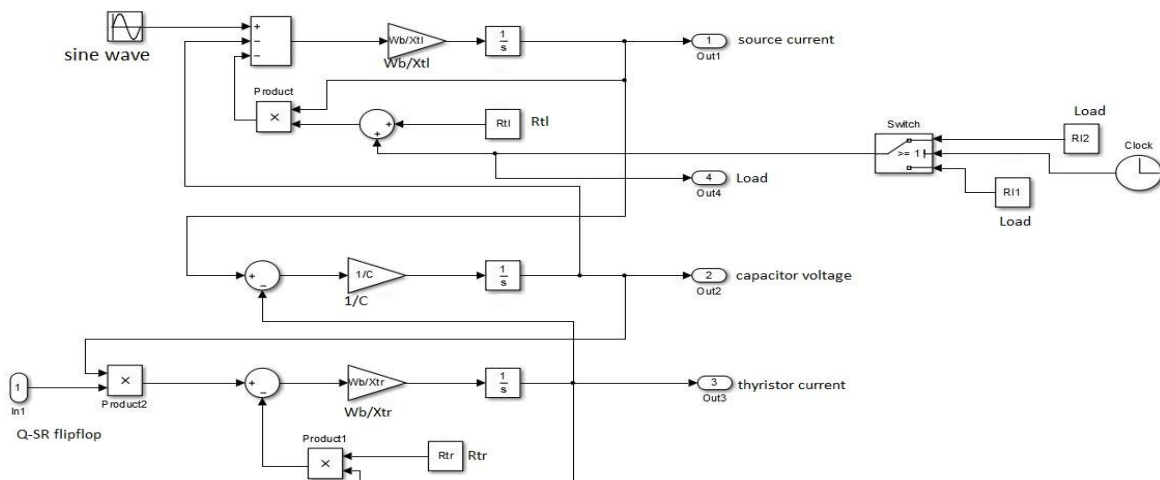 sine wave
+
−
−
Wb/Xtl
Wb/Xtl
1
s
1
Out1
source current
Product
×
+
+
Rtl
Rtl
Switch
>= 1
Load
Rl2
Clock
4
Out4
Load
Rl1
Load
+
−
1/C
1/C
1
s
2
Out2
capacitor voltage
1
In1
Q-SR flipflop
×
Product2
+
−
Wb/Xtr
Wb/Xtr
1
s
3
Out3
thyristor current
Product1
×
Rtr
Rtr